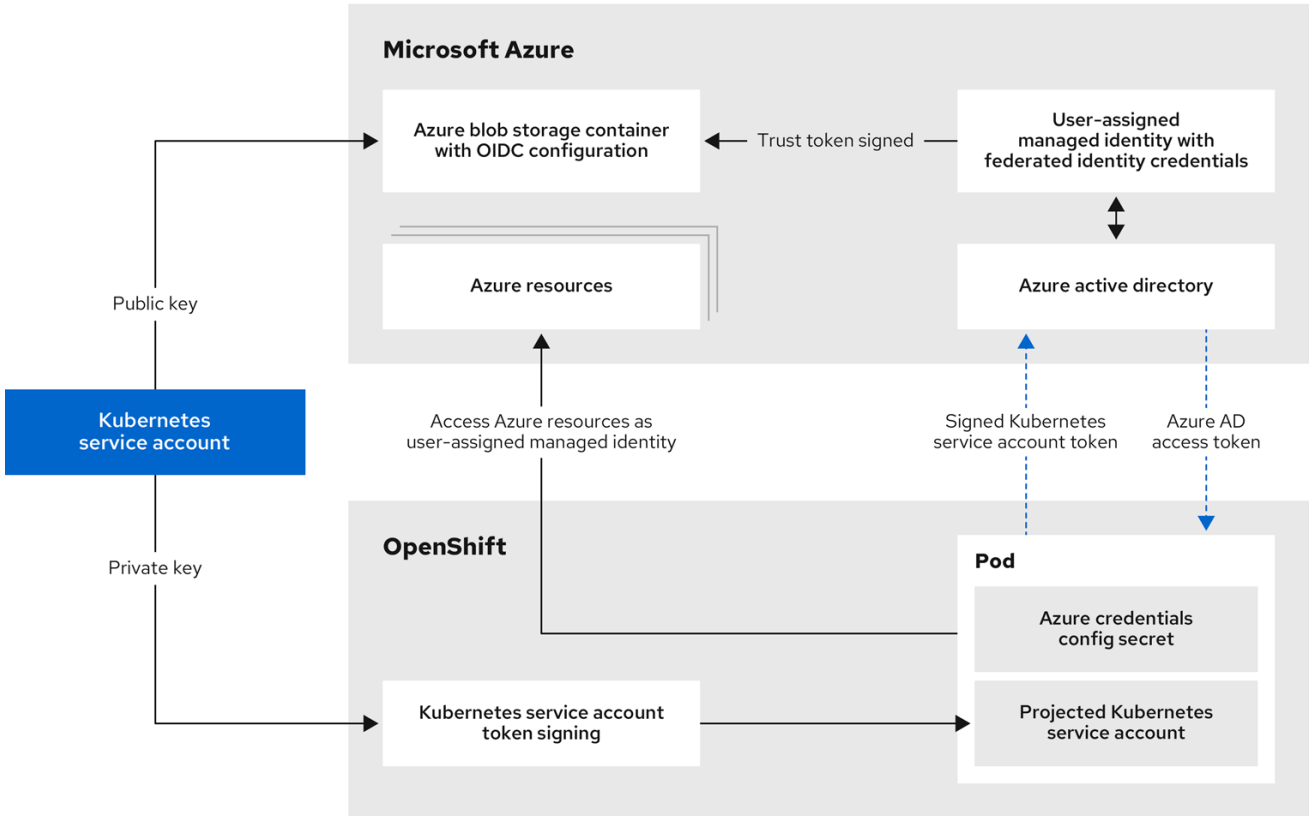 Microsoft Azure
Azure blob storage container
with OIDC configuration
Trust token signed
User-assigned
managed identity with
federated identity credentials
Azure resources
Azure active directory
Public key
Kubernetes
service account
Access Azure resources as
user-assigned managed identity
Signed Kubernetes
service account token
Azure AD
access token
Private key
OpenShift
Pod
Azure credentials
config secret
Kubernetes service account
token signing
Projected Kubernetes
service account